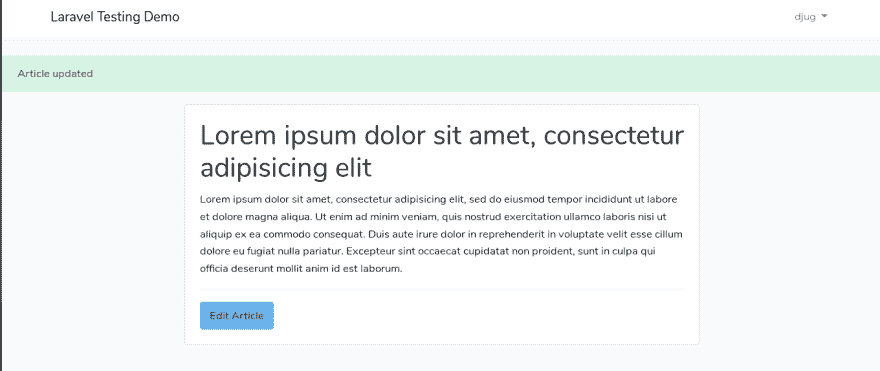 Laravel Testing Demo
djug
Article updated
Lorem ipsum dolor sit amet, consectetur
adipisicing elit
Lorem ipsum dolor sit amet, consectetur adipisicing elit, sed do eiusmod tempor incididunt ut labore
et dolore magna aliqua. Ut enim ad minim veniam, quis nostrud exercitation ullamco laboris nisi ut
aliquip ex ea commodo consequat. Duis aute irure dolor in reprehenderit in voluptate velit esse cillum
dolore eu fugiat nulla pariatur. Excepteur sint occaecat cupidatat non proident, sunt in culpa qui
officia deserunt mollit anim id est laborum.
Edit Article